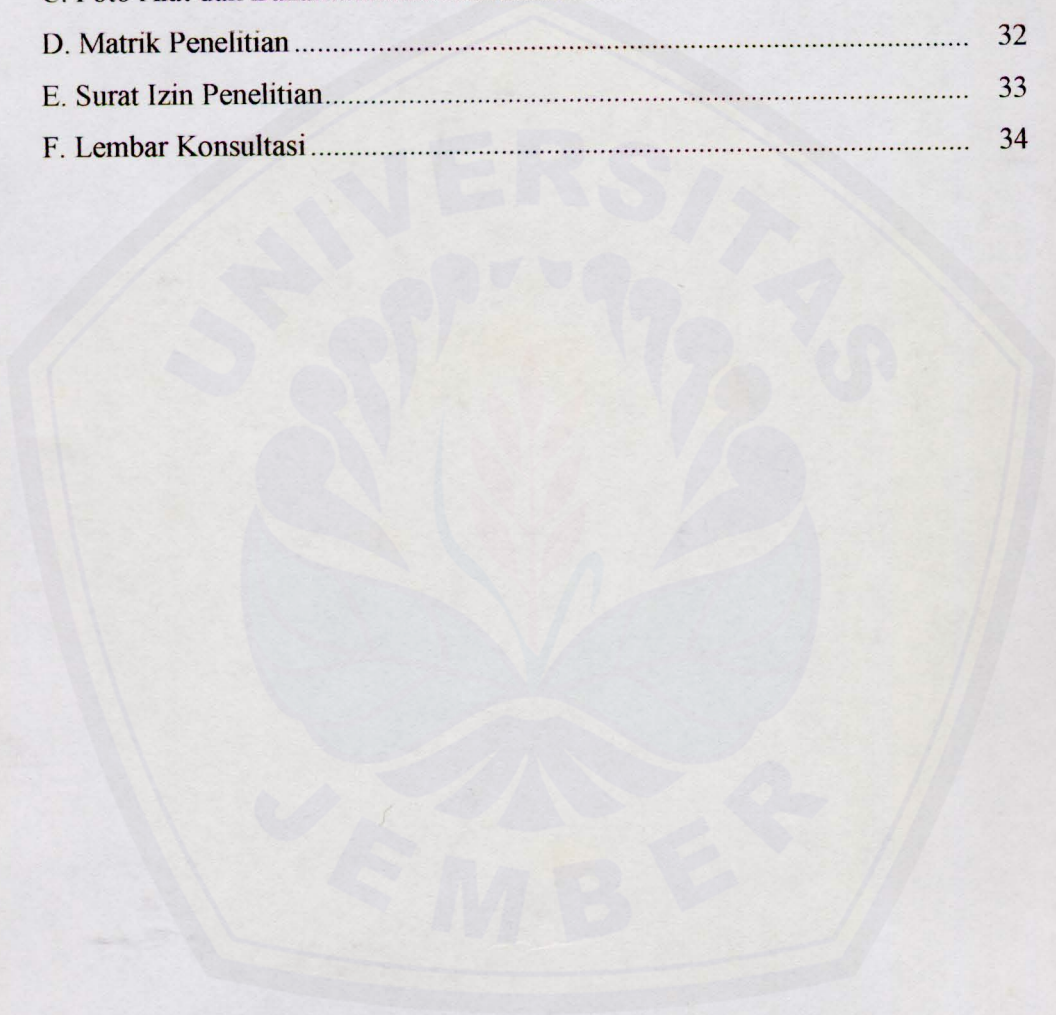 D. Matrik Penelitian ........................................................................................ 32
E. Surat Izin Penelitian.................................................................................... 33
F. Lembar Konsultasi ...................................................................................... 34
UNIVERSITAS
JEMBER